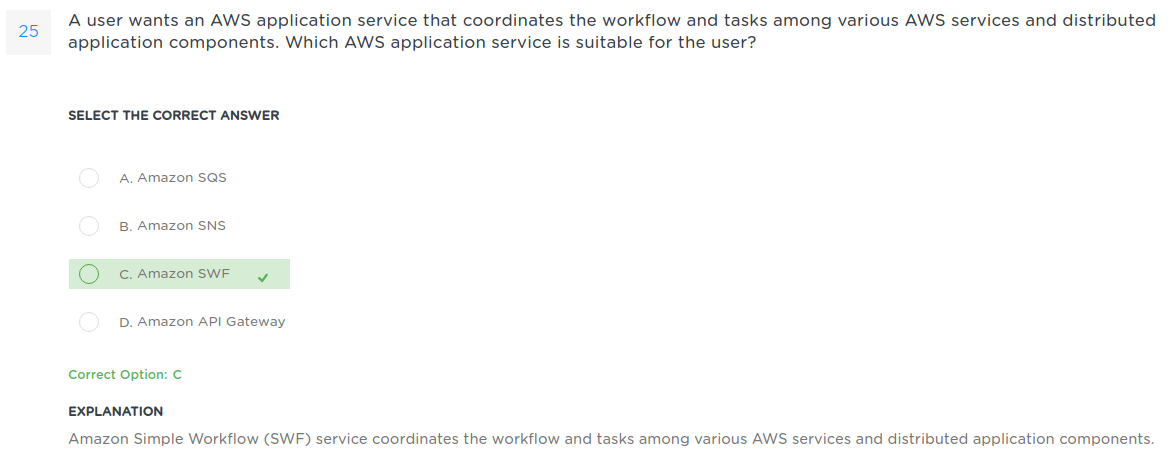 25
A user wants an AWS application service that coordinates the workflow and tasks among various AWS services and distributed
application components. Which AWS application service is suitable for the user?
SELECT THE CORRECT ANSWER
A. Amazon SQS
B. Amazon SNS
C. Amazon SWF
D. Amazon API Gateway
Correct Option: C
EXPLANATION
Amazon Simple Workflow (SWF) service coordinates the workflow and tasks among various AWS services and distributed application components.